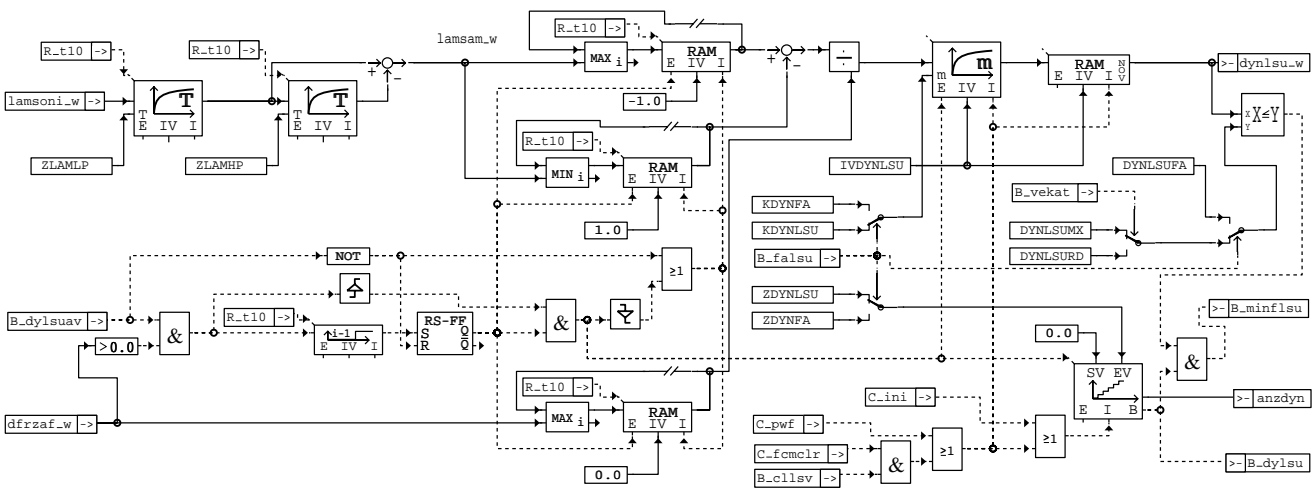 R_t10 ->
R_t10 ->
lamsoni_w ->
T
T E IV I
T
T E IV I
ZLAMLP
ZLAMHP
+ −
lamsam_w
R_t10 ->
MAX i
RAM
E IV I
-1.0
R_t10 ->
MIN i
RAM
E IV I
1.0
+ −
÷
m
m E IV I
RAM
E IV I NOV
>- dynlsu_w
X X≤Y
Y
IVDYNLSU
DYNLSUFA
B_vekat ->
KDYNFA
KDYNLSU
DYNLSUMX
DYNLSURD
B_falsu ->
ZDYNLSU
ZDYNFA
NOT
≥1
B_dylsuav ->
&
>0.0
R_t10 ->
i-1
E IV I
RS-FF
S Q
R Q
&
>- B_minflsu
&
0.0
SV EV
E I B
dfrzaf_w ->
R_t10 ->
MAX i
RAM
E IV I
0.0
C_ini ->
C_pwf ->
C_fcmclr ->
B_cllsv ->
&
≥1
≥1
>- anzdyn
>- B_dylsu